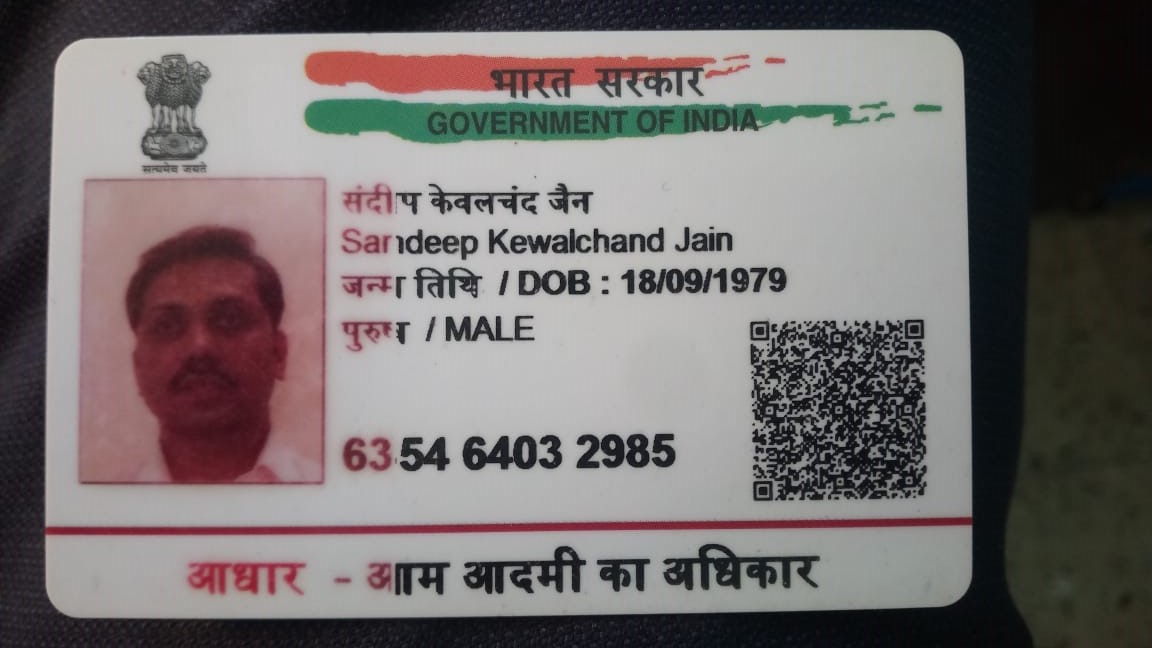 भारत सरकार
GOVERNMENT OF INDIA
सत्यमेव जयते
संदीप केवलचंद जैन
Sandeep Kewalchand Jain
जन्म तिथि / DOB : 18/09/1979
पुरुष / MALE
6354 6403 2985
आधार - आम आदमी का अधिकार